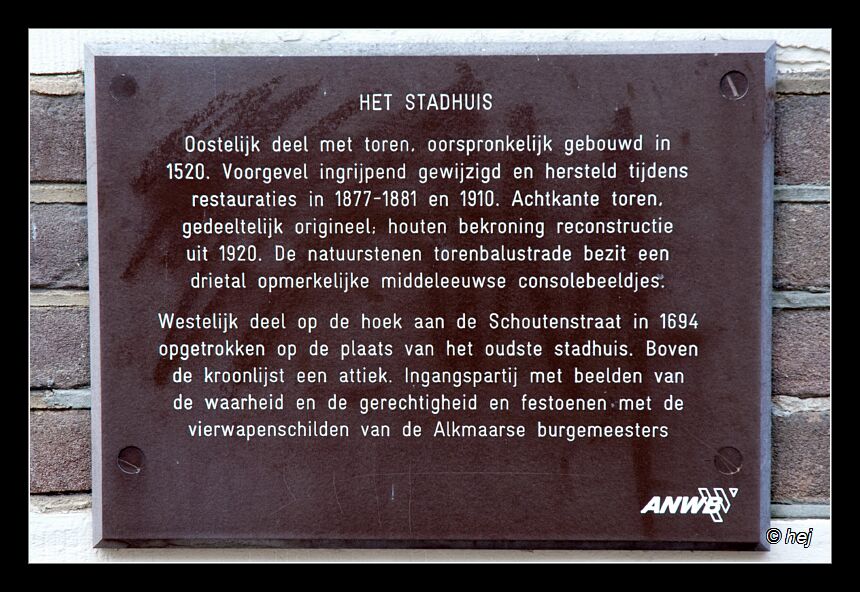 HET STADHUIS
Oostelijk deel met toren, oorspronkelijk gebouwd in
1520. Voorgevel ingrijpend gewijzigd en hersteld tijdens
restauraties in 1877-1881 en 1910. Achtkante toren,
gedeeltelijk origineel; houten bekroning reconstructie
uit 1920. De natuurstenen torenbalustrade bezit een
drietal opmerkelijke middeleeuwse consolebeeldjes.
Westelijk deel op de hoek aan de Schoutenstraat in 1694
opgetrokken op de plaats van het oudste stadhuis. Boven
de kroonlijst een attiek. Ingangspartij met beelden van
de waarheid en de gerechtigheid en festoenen met de
vierwapenschilden van de Alkmaarse burgemeesters
ANWB
© hej